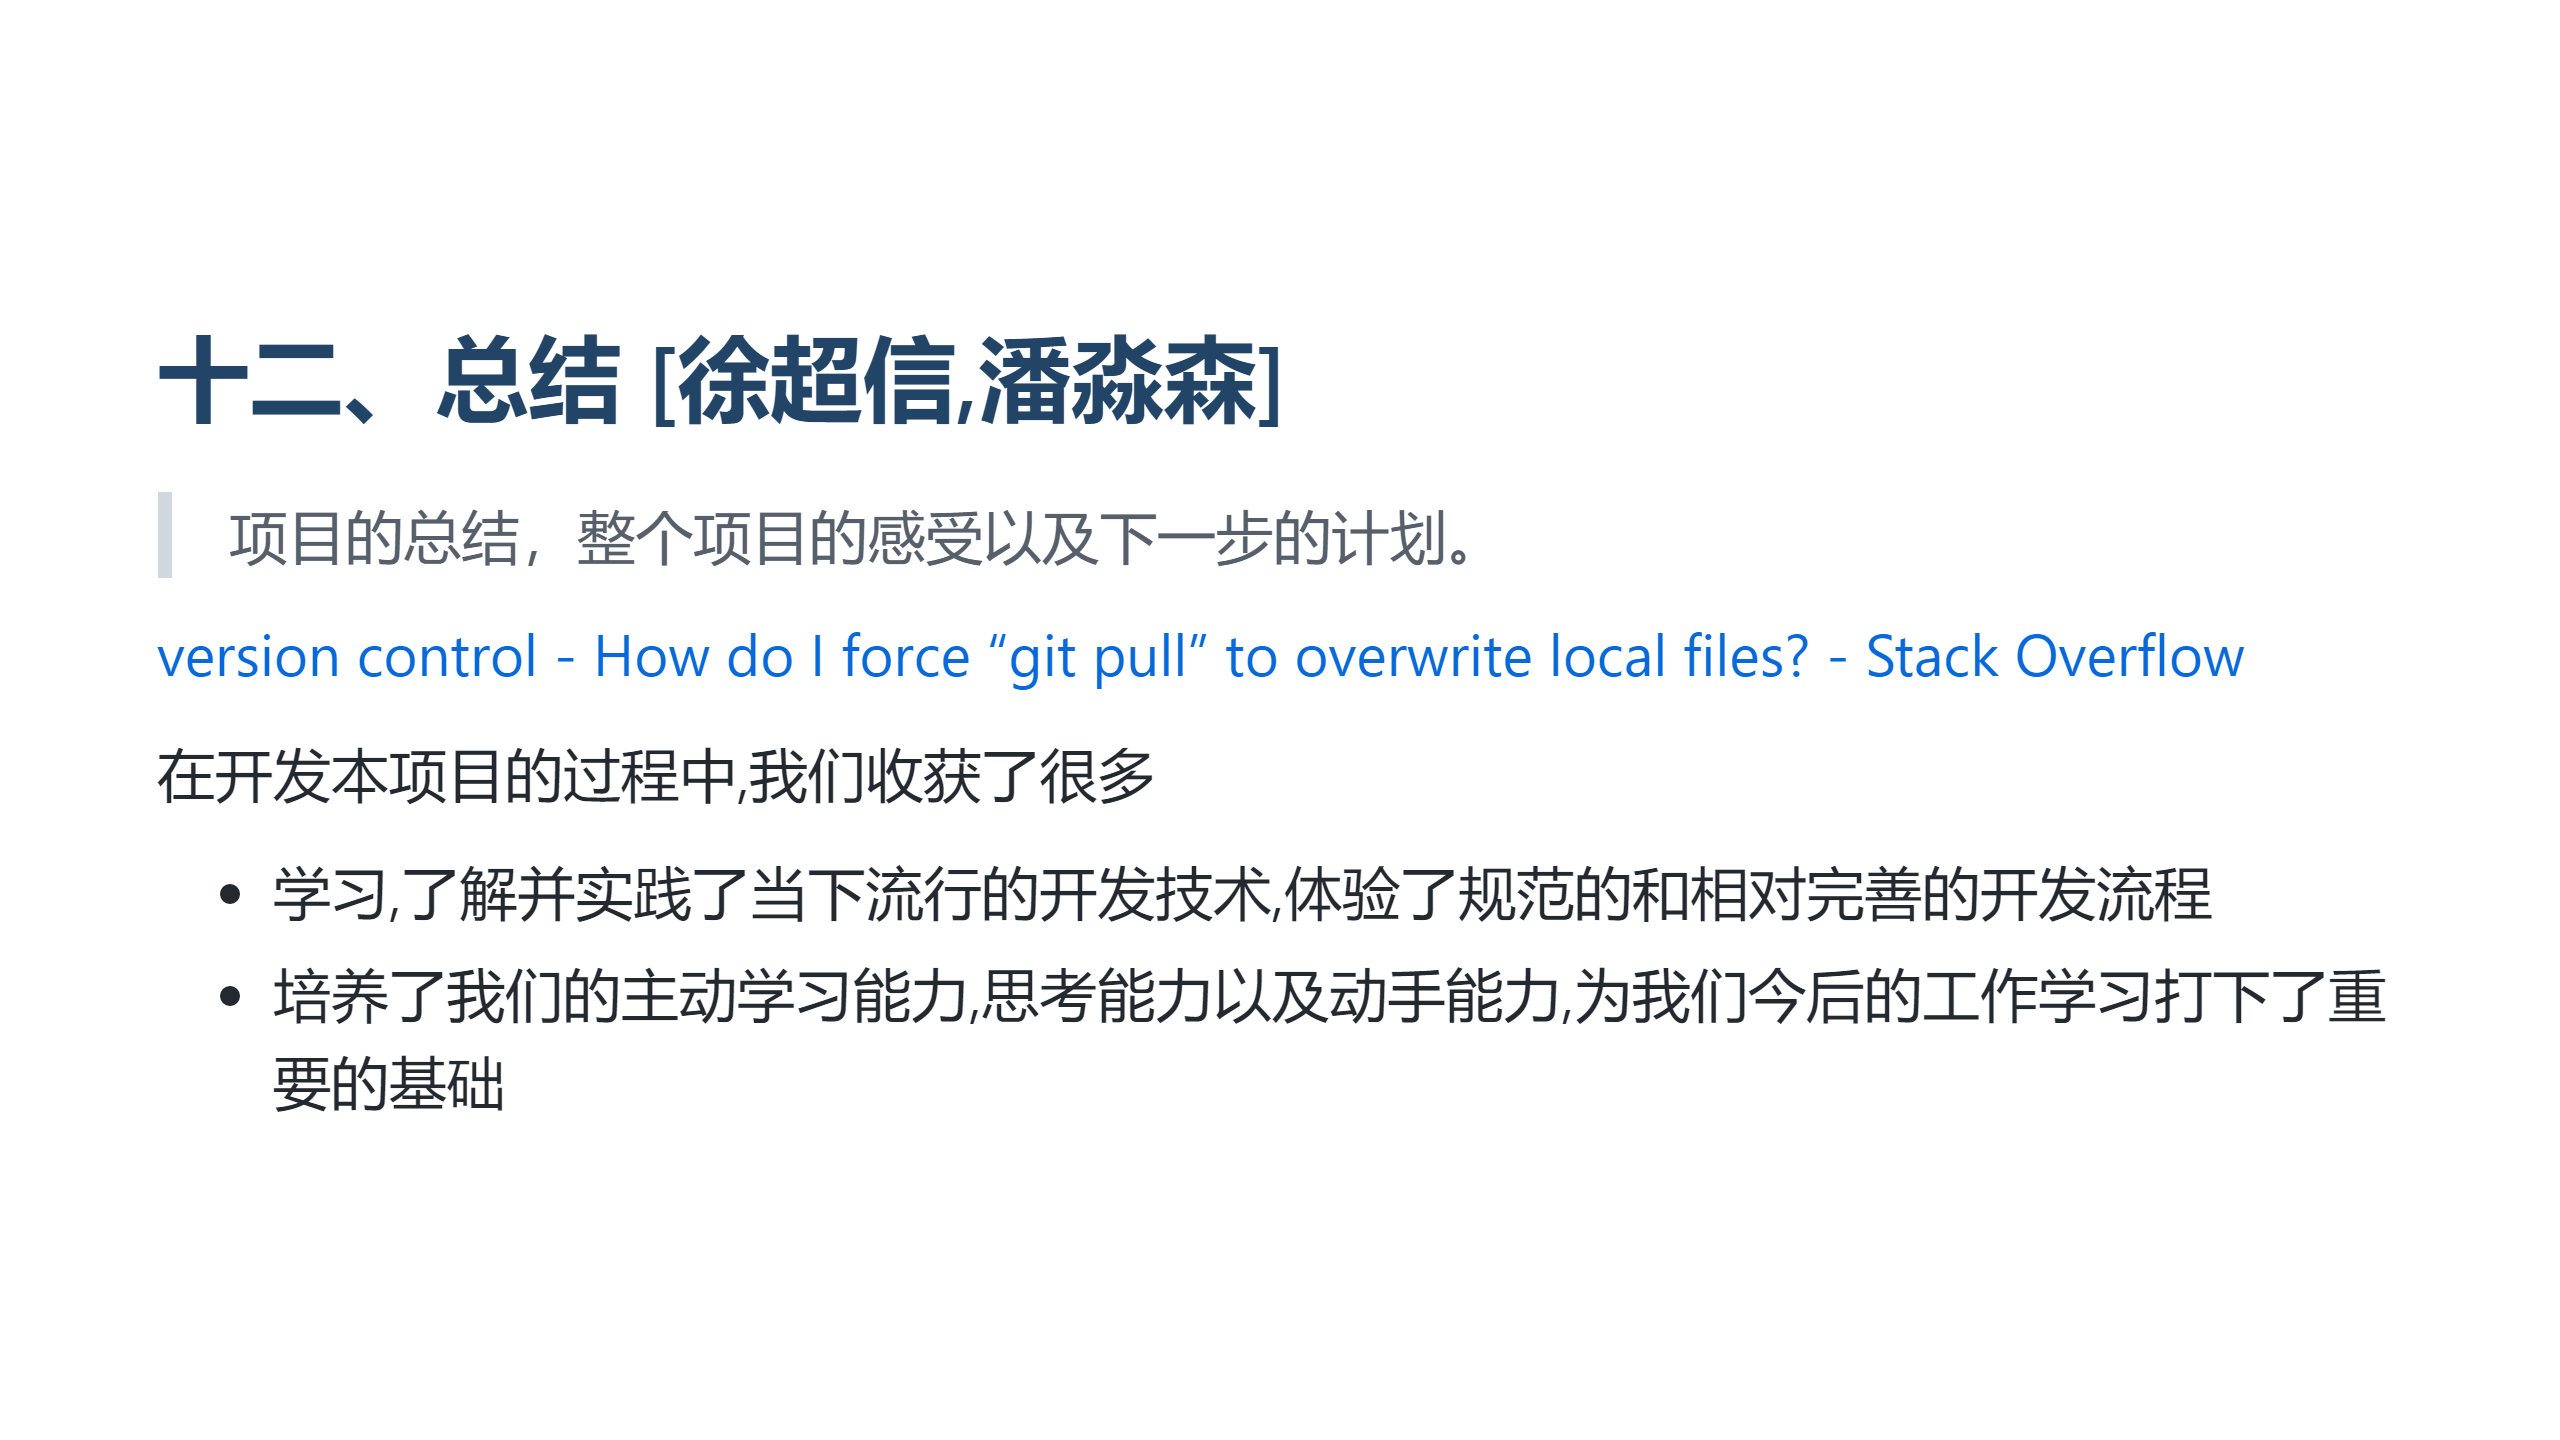 十二、总结 [徐超信,潘淼森]
项目的总结，整个项目的感受以及下一步的计划。
version control - How do I force “git pull” to overwrite local files? - Stack Overflow
在开发本项目的过程中,我们收获了很多
• 学习,了解并实践了当下流行的开发技术,体验了规范的和相对完善的开发流程
• 培养了我们的主动学习能力,思考能力以及动手能力,为我们今后的工作学习打下了重
要的基础